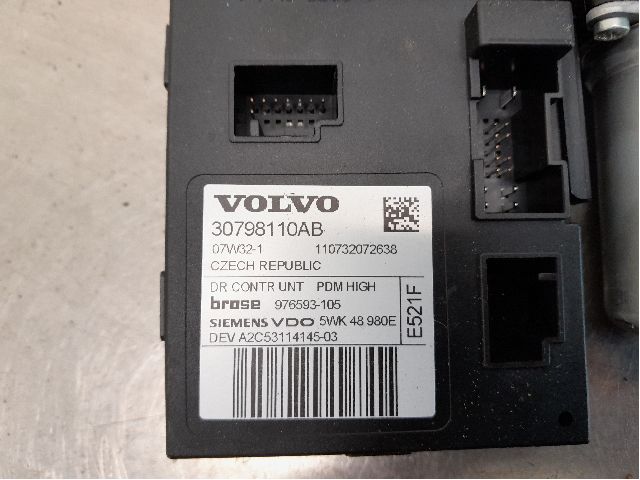 VOLVO
30798110AB
07W32-1 110732072638
CZECH REPUBLIC
DR CONTR UNT PDM HIGH
brose 976593-105
SIEMENS VDO 5WK 48 980E
DEV A2C53114145-03
E521F